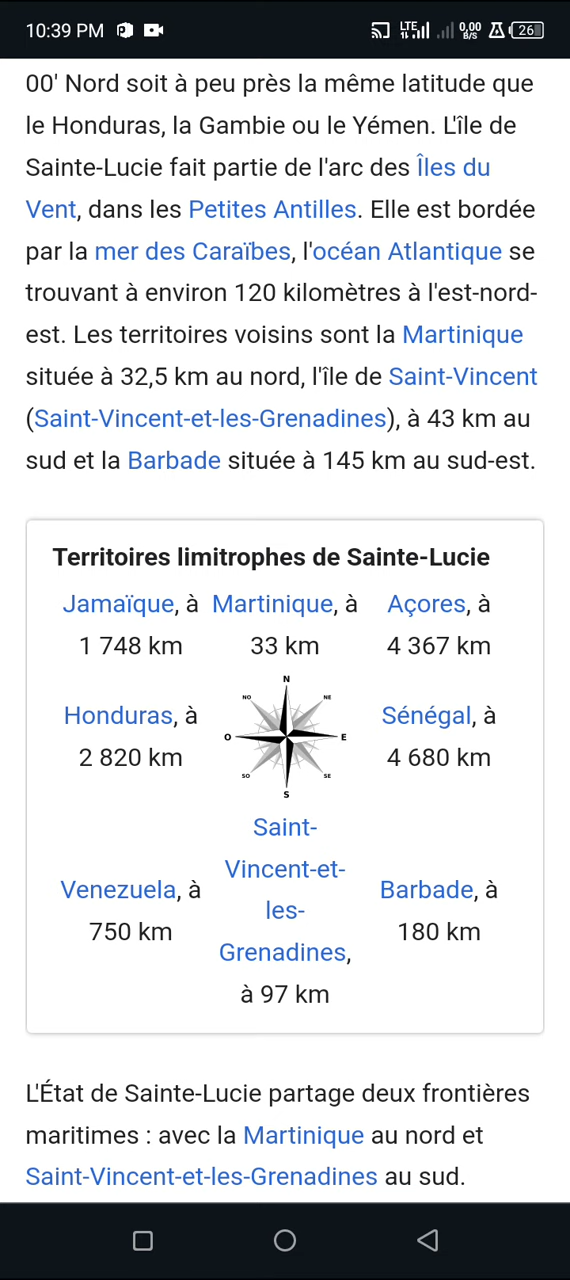 10:39 PM LTE 0,00 B/S 26
00' Nord soit à peu près la même latitude que
le Honduras, la Gambie ou le Yémen. L'île de
Sainte-Lucie fait partie de l'arc des Îles du
Vent, dans les Petites Antilles. Elle est bordée
par la mer des Caraïbes, l'océan Atlantique se
trouvant à environ 120 kilomètres à l'est-nord-
est. Les territoires voisins sont la Martinique
située à 32,5 km au nord, l'île de Saint-Vincent
(Saint-Vincent-et-les-Grenadines), à 43 km au
sud et la Barbade située à 145 km au sud-est.
Territoires limitrophes de Sainte-Lucie
Jamaïque, à Martinique, à Açores, à
1 748 km 33 km 4 367 km
N
NO NE
Honduras, à Sénégal, à
O E
2 820 km 4 680 km
SO SE
S
Saint-
Vincent-et-
Venezuela, à les- Barbade, à
750 km Grenadines, 180 km
à 97 km
L'État de Sainte-Lucie partage deux frontières
maritimes : avec la Martinique au nord et
Saint-Vincent-et-les-Grenadines au sud.